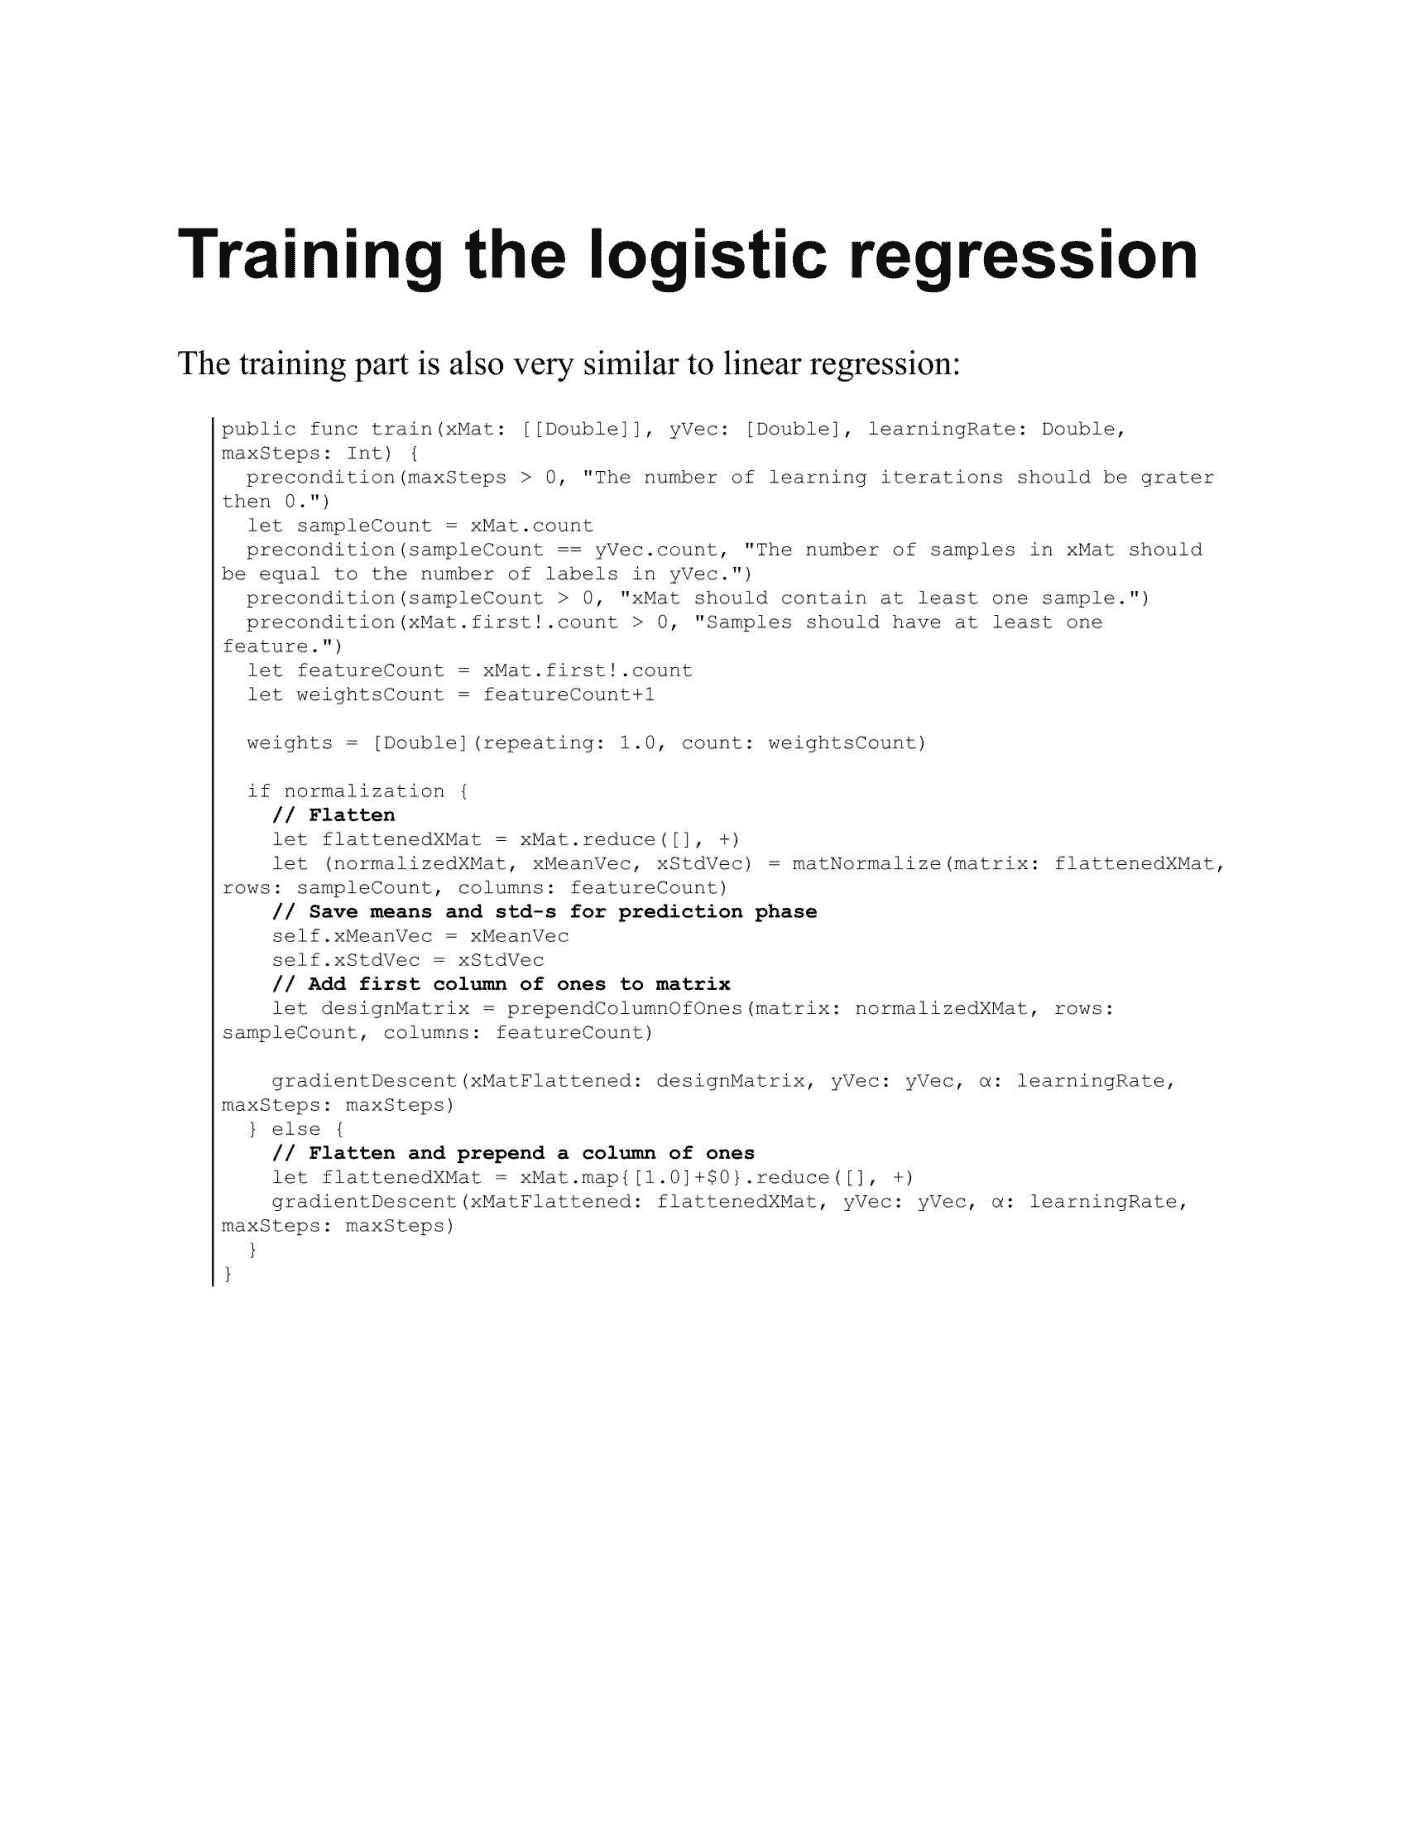 Training the logistic regression
The training part is also very similar to linear regression:
public func train(xMat: [[Double]], yVec: [Double], learningRate: Double,
maxSteps: Int) {
  precondition(maxSteps > 0, "The number of learning iterations should be grater
then 0.")
  let sampleCount = xMat.count
  precondition(sampleCount == yVec.count, "The number of samples in xMat should
be equal to the number of labels in yVec.")
  precondition(sampleCount > 0, "xMat should contain at least one sample.")
  precondition(xMat.first!.count > 0, "Samples should have at least one
feature.")
  let featureCount = xMat.first!.count
  let weightsCount = featureCount+1

  weights = [Double](repeating: 1.0, count: weightsCount)

  if normalization {
    // Flatten
    let flattenedXMat = xMat.reduce([], +)
    let (normalizedXMat, xMeanVec, xStdVec) = matNormalize(matrix: flattenedXMat,
rows: sampleCount, columns: featureCount)
    // Save means and std-s for prediction phase
    self.xMeanVec = xMeanVec
    self.xStdVec = xStdVec
    // Add first column of ones to matrix
    let designMatrix = prependColumnOfOnes(matrix: normalizedXMat, rows:
sampleCount, columns: featureCount)

    gradientDescent(xMatFlattened: designMatrix, yVec: yVec, α: learningRate,
maxSteps: maxSteps)
  } else {
    // Flatten and prepend a column of ones
    let flattenedXMat = xMat.map{[1.0]+$0}.reduce([], +)
    gradientDescent(xMatFlattened: flattenedXMat, yVec: yVec, α: learningRate,
maxSteps: maxSteps)
  }
}